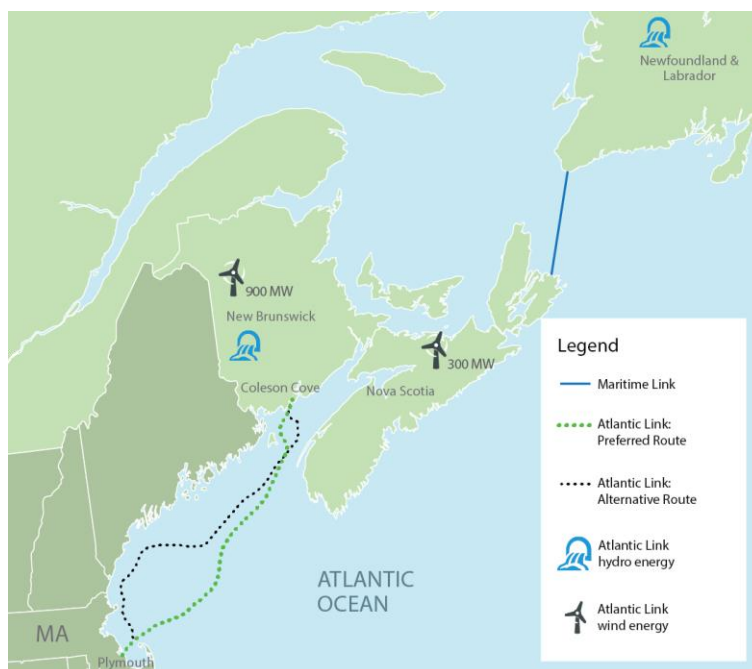 Newfoundland &
Labrador
900 MW
New Brunswick
300 MW
Coleson Cove
Nova Scotia
ATLANTIC
OCEAN
MA
Plymouth
Legend
Maritime Link
Atlantic Link:
Preferred Route
Atlantic Link:
Alternative Route
Atlantic Link
hydro energy
Atlantic Link
wind energy